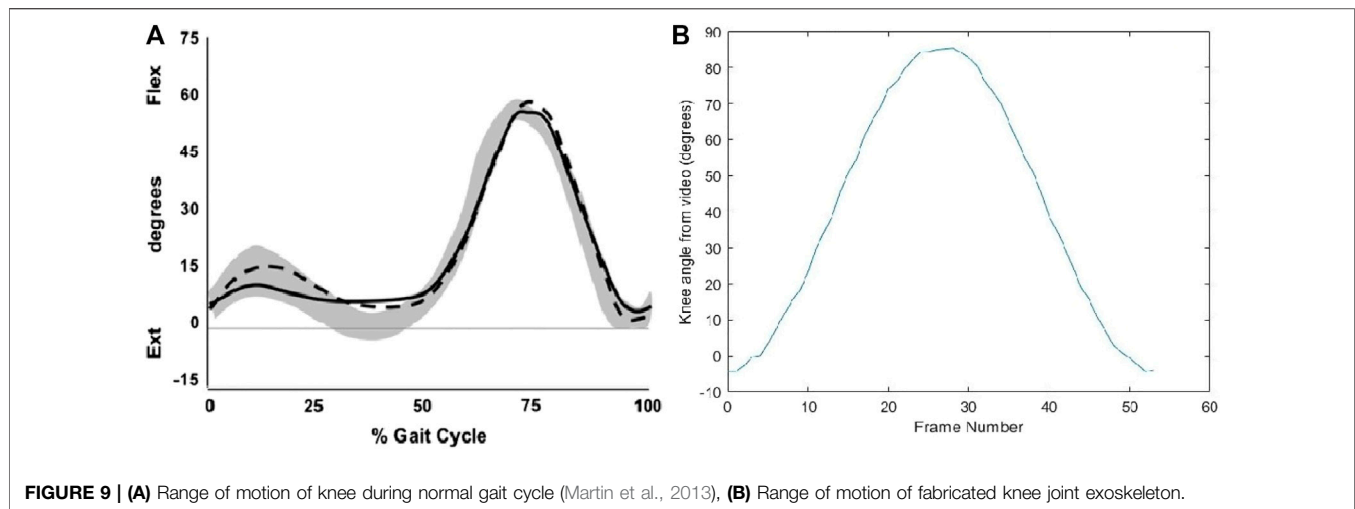 A
75
60
45
30
15
0
-15
Flex
degrees
Ext
0 25 50 75 100
% Gait Cycle
B
90
80
70
60
50
40
30
20
10
0
-10
Knee angle from video (degrees)
0 10 20 30 40 50 60
Frame Number
FIGURE 9 | (A) Range of motion of knee during normal gait cycle (Martin et al., 2013), (B) Range of motion of fabricated knee joint exoskeleton.